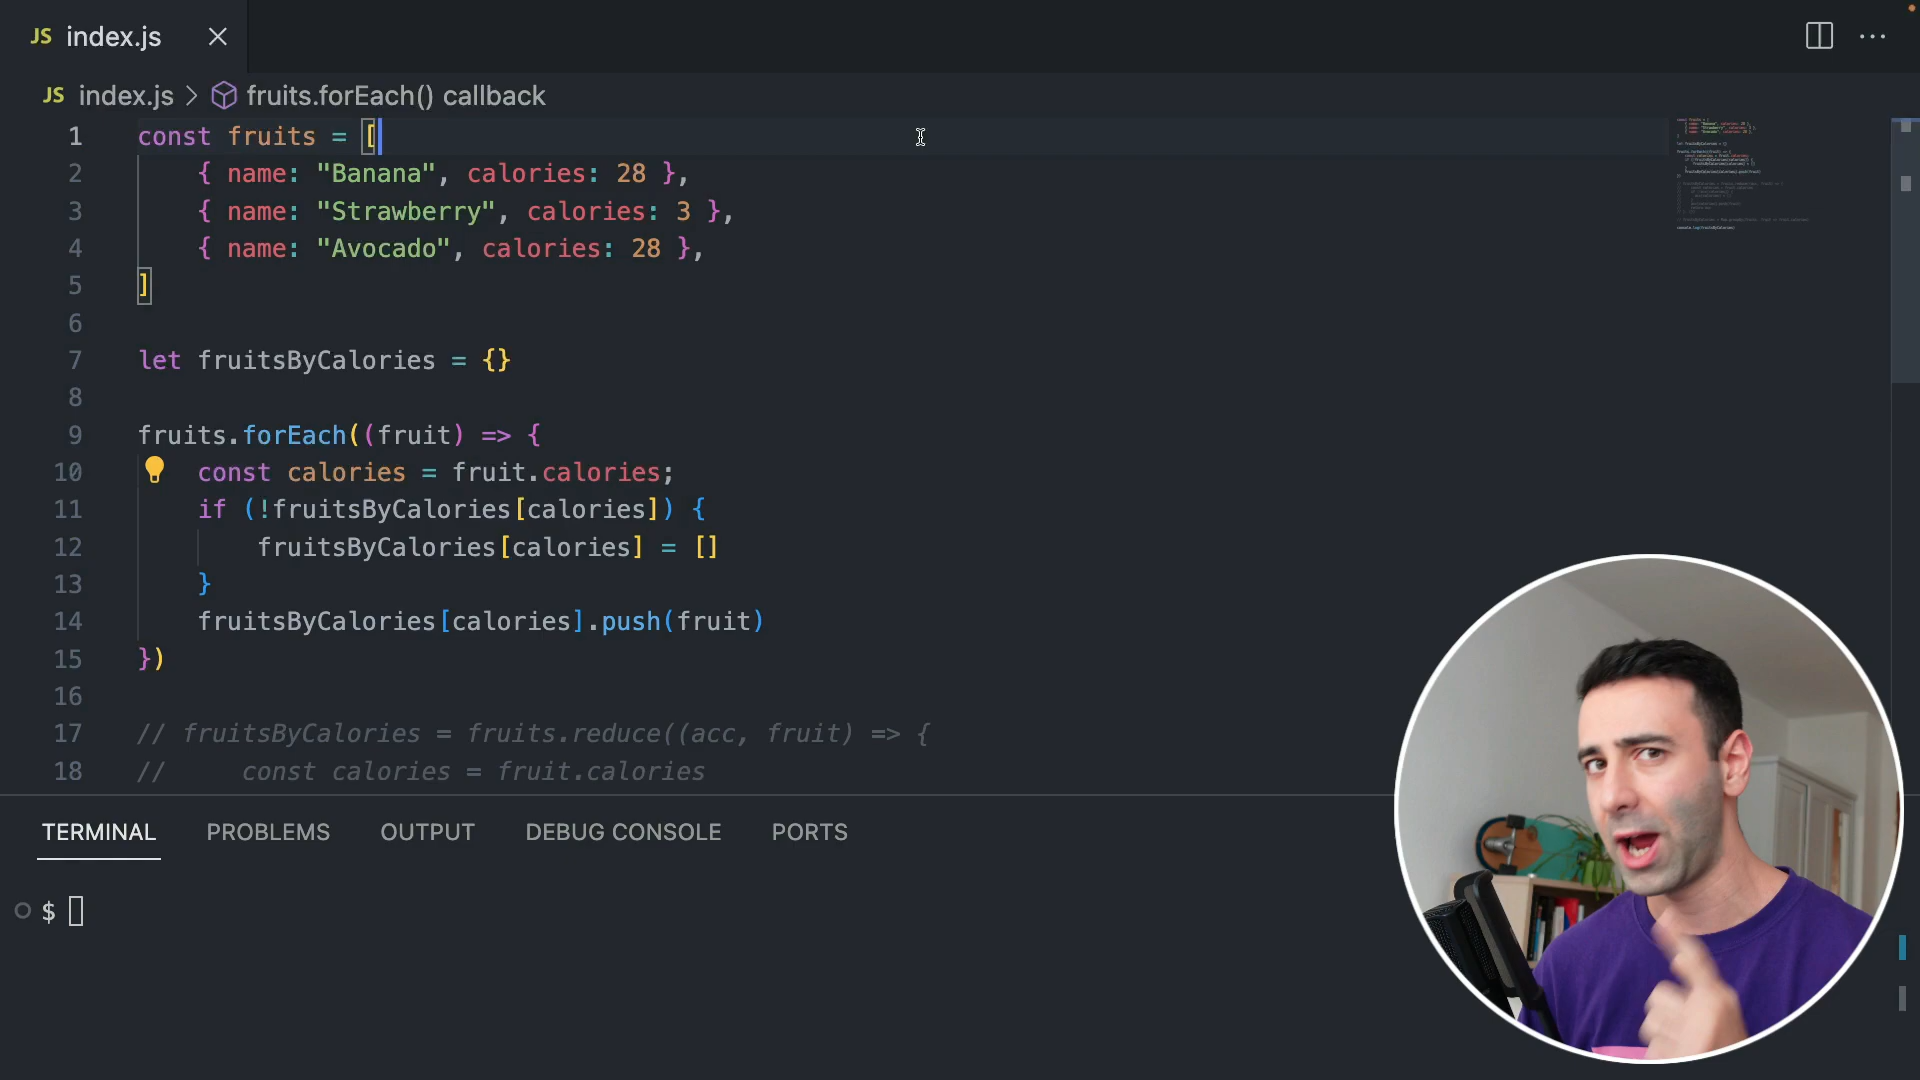 JS index.js
JS index.js > fruits.forEach() callback
1 const fruits = [
2 { name: "Banana", calories: 28 },
3 { name: "Strawberry", calories: 3 },
4 { name: "Avocado", calories: 28 },
5 ]
6
7 let fruitsByCalories = {}
8
9 fruits.forEach((fruit) => {
10 const calories = fruit.calories;
11 if (!fruitsByCalories[calories]) {
12 fruitsByCalories[calories] = []
13 }
14 fruitsByCalories[calories].push(fruit)
15 })
16
17 // fruitsByCalories = fruits.reduce((acc, fruit) => {
18 // const calories = fruit.calories
TERMINAL PROBLEMS OUTPUT DEBUG CONSOLE PORTS
$